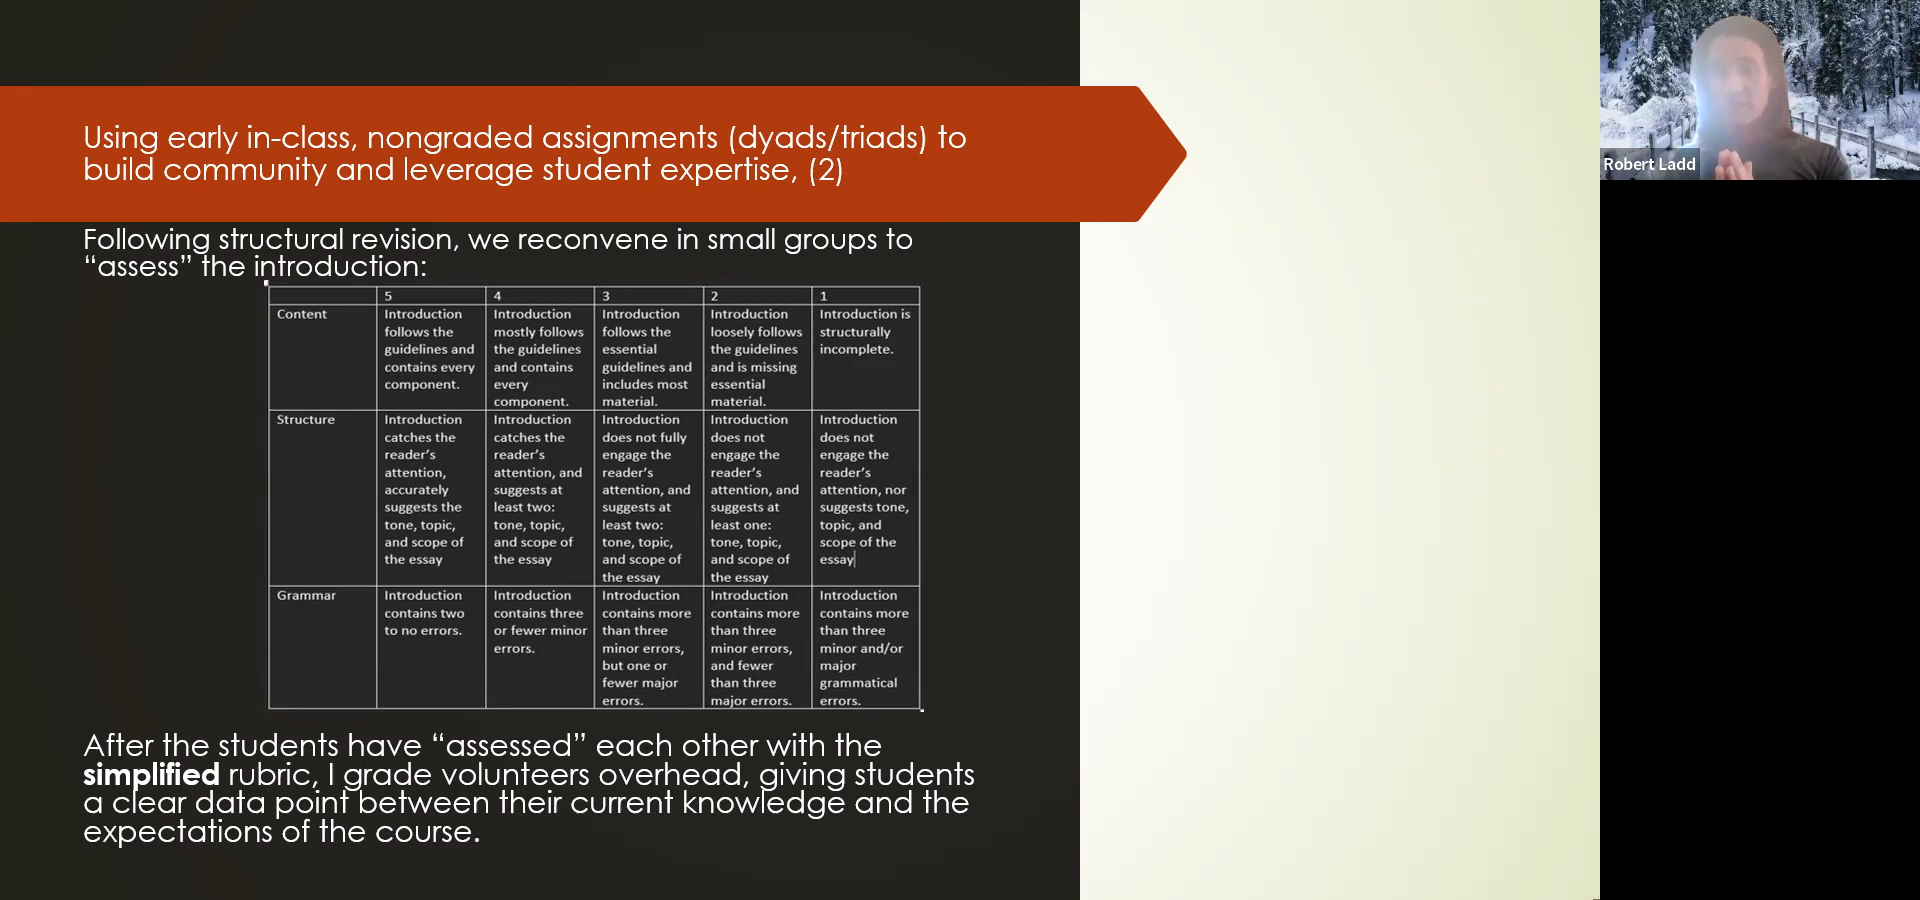 Using early in-class, nongraded assignments (dyads/triads) to
build community and leverage student expertise, (2)
Following structural revision, we reconvene in small groups to
“assess” the introduction:
5
4
3
2
1
Content
Introduction
follows the
guidelines and
contains every
component.
Introduction
mostly follows
the guidelines
and contains
every
component.
Introduction
follows the
essential
guidelines and
includes most
material.
Introduction
loosely follows
the guidelines
and is missing
essential
material.
Introduction is
structurally
incomplete.
Structure
Introduction
catches the
reader’s
attention,
accurately
suggests the
tone, topic,
and scope of
the essay
Introduction
catches the
reader’s
attention, and
suggests at
least two:
tone, topic,
and scope of
the essay
Introduction
does not fully
engage the
reader’s
attention, and
suggests at
least two:
tone, topic,
and scope of
the essay
Introduction
does not
engage the
reader’s
attention, and
suggests at
least one:
tone, topic,
and scope of
the essay
Introduction
does not
engage the
reader’s
attention, nor
suggests tone,
topic, and
scope of the
essay
Grammar
Introduction
contains two
to no errors.
Introduction
contains three
or fewer minor
errors.
Introduction
contains more
than three
minor errors,
but one or
fewer major
errors.
Introduction
contains more
than three
minor errors,
and fewer
than three
major errors.
Introduction
contains more
than three
minor and/or
major
grammatical
errors.
After the students have “assessed” each other with the
simplified rubric, I grade volunteers overhead, giving students
a clear data point between their current knowledge and the
expectations of the course.
Robert Ladd